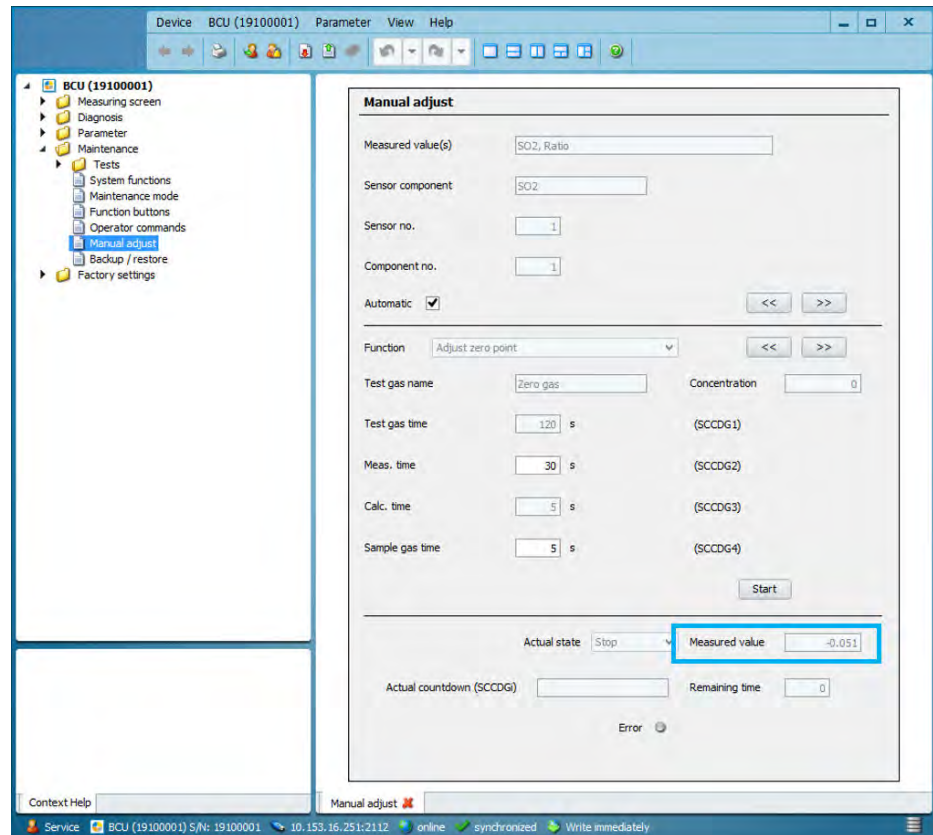 Device BCU (19100001) Parameter View Help
BCU (19100001)
Measuring screen
Diagnosis
Parameter
Maintenance
Tests
System functions
Maintenance mode
Function buttons
Operator commands
Manual adjust
Backup / restore
Factory settings
Context Help
Manual adjust
Measured value(s) SO2, Ratio
Sensor component SO2
Sensor no. 1
Component no. 1
Automatic << >>
Function Adjust zero point << >>
Test gas name Zero gas Concentration 0
Test gas time 120 s (SCCDG1)
Meas. time 30 s (SCCDG2)
Calc. time 5 s (SCCDG3)
Sample gas time 5 s (SCCDG4)
Start
Actual state Stop Measured value -0.051
Actual countdown (SCCDGi) Remaining time 0
Error
Manual adjust
Service BCU (19100001) S/N: 19100001 10.153.16.251:2112 online synchronized Write immediately